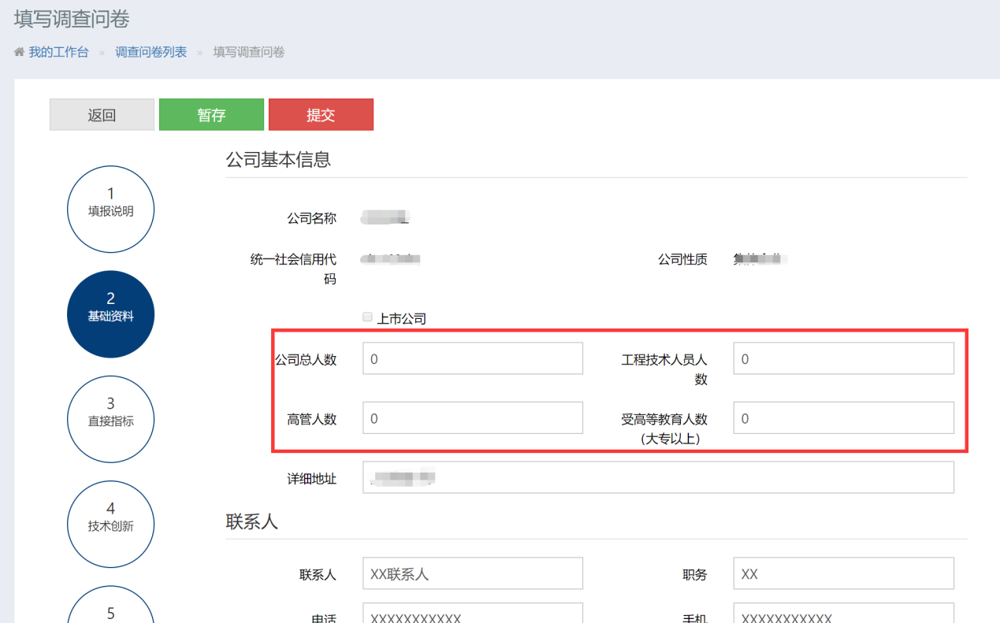 填写调查问卷
我的工作台 » 调查问卷列表 » 填写调查问卷
返回 暂存 提交
公司基本信息
1
填报说明
公司名称
统一社会信用代
码
公司性质
2
基础资料
上市公司
公司总人数 0
工程技术人员人
数
0
高管人数 0
受高等教育人数
（大专以上）
0
3
直接指标
详细地址
4
技术创新
联系人
联系人 XX联系人 职务 XX
5
电话 XXXXXXXXXXX 手机 XXXXXXXXXXX